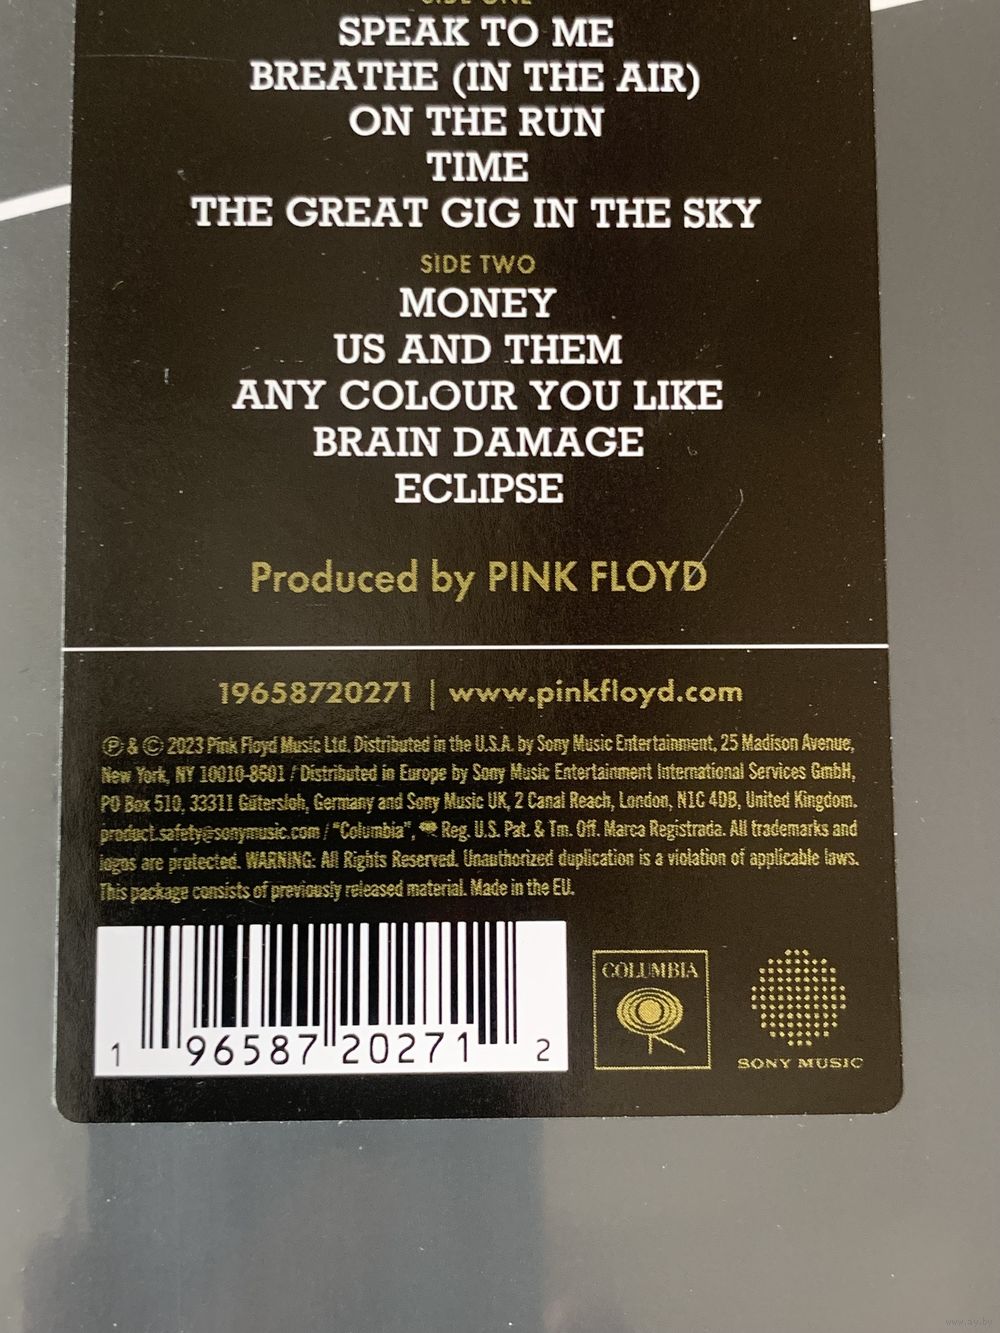 SIDE ONE
SPEAK TO ME
BREATHE (IN THE AIR)
ON THE RUN
TIME
THE GREAT GIG IN THE SKY
SIDE TWO
MONEY
US AND THEM
ANY COLOUR YOU LIKE
BRAIN DAMAGE
ECLIPSE
Produced by PINK FLOYD
19658720271 | www.pinkfloyd.com
℗ & © 2023 Pink Floyd Music Ltd. Distributed in the U.S.A. by Sony Music Entertainment, 25 Madison Avenue,
New York, NY 10010-8601 / Distributed in Europe by Sony Music Entertainment International Services GmbH,
PO Box 510, 33311 Gütersloh, Germany and Sony Music UK, 2 Canal Reach, London, N1C 4DB, United Kingdom.
product.safety@sonymusic.com / "Columbia", Reg. U.S. Pat. & Tm. Off. Marca Registrada. All trademarks and
logos are protected. WARNING: All Rights Reserved. Unauthorized duplication is a violation of applicable laws.
This package consists of previously released material. Made in the EU.
1 96587 20271 2
COLUMBIA
SONY MUSIC
www.ay.by